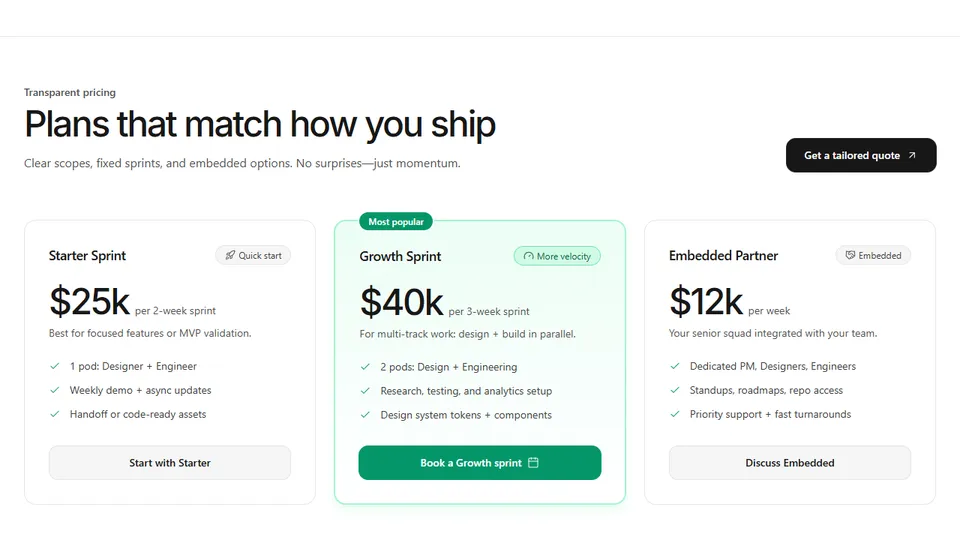 Transparent pricing
Plans that match how you ship
Clear scopes, fixed sprints, and embedded options. No surprises—just momentum.
Get a tailored quote
Starter Sprint
Quick start
$25k per 2-week sprint
Best for focused features or MVP validation.
1 pod: Designer + Engineer
Weekly demo + async updates
Handoff or code-ready assets
Start with Starter
Most popular
Growth Sprint
More velocity
$40k per 3-week sprint
For multi-track work: design + build in parallel.
2 pods: Design + Engineering
Research, testing, and analytics setup
Design system tokens + components
Book a Growth sprint
Embedded Partner
Embedded
$12k per week
Your senior squad integrated with your team.
Dedicated PM, Designers, Engineers
Standups, roadmaps, repo access
Priority support + fast turnarounds
Discuss Embedded